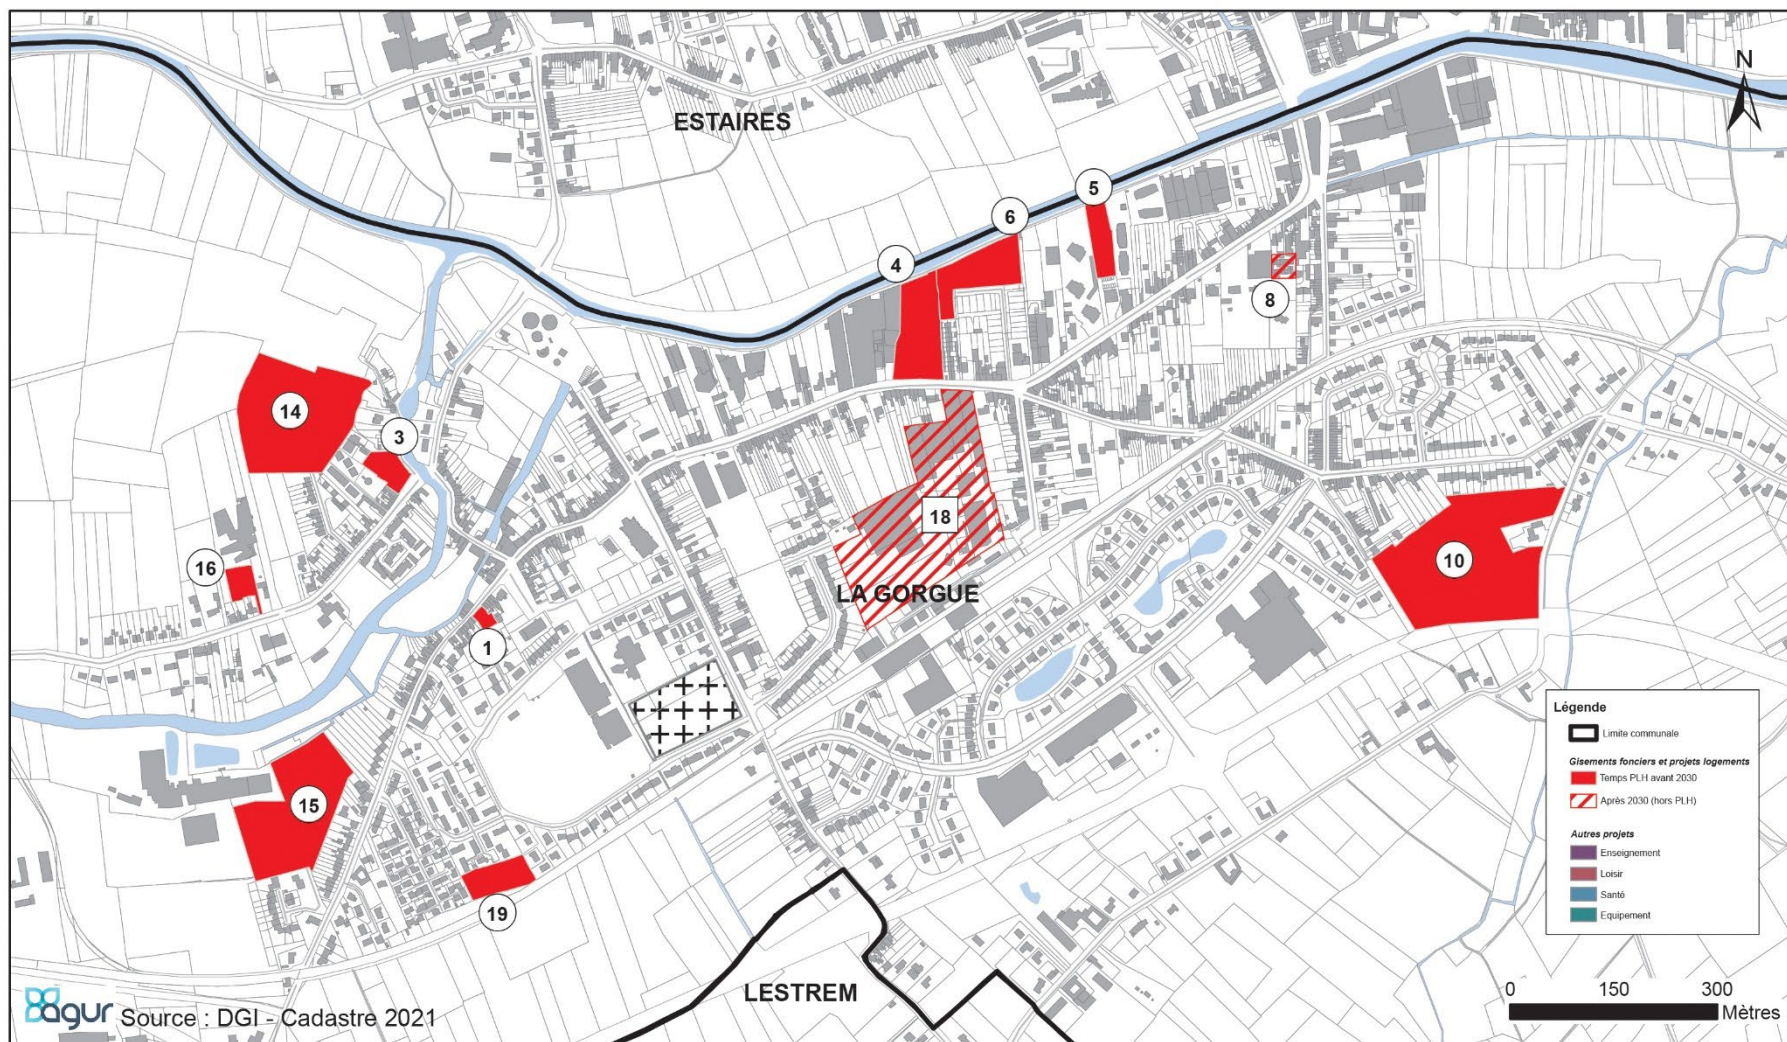 N
ESTAIRES
5
6
4
8
14
3
18
10
16
LA GORGUE
1
15
19
LESTREM
Légende
Limite communale
Gisements fonciers et projets logements
Temps PLH avant 2030
Après 2030 (hors PLH)
Autres projets
Enseignement
Loisir
Santé
Equipement
0 150 300
Mètres
agur Source : DGI - Cadastre 2021